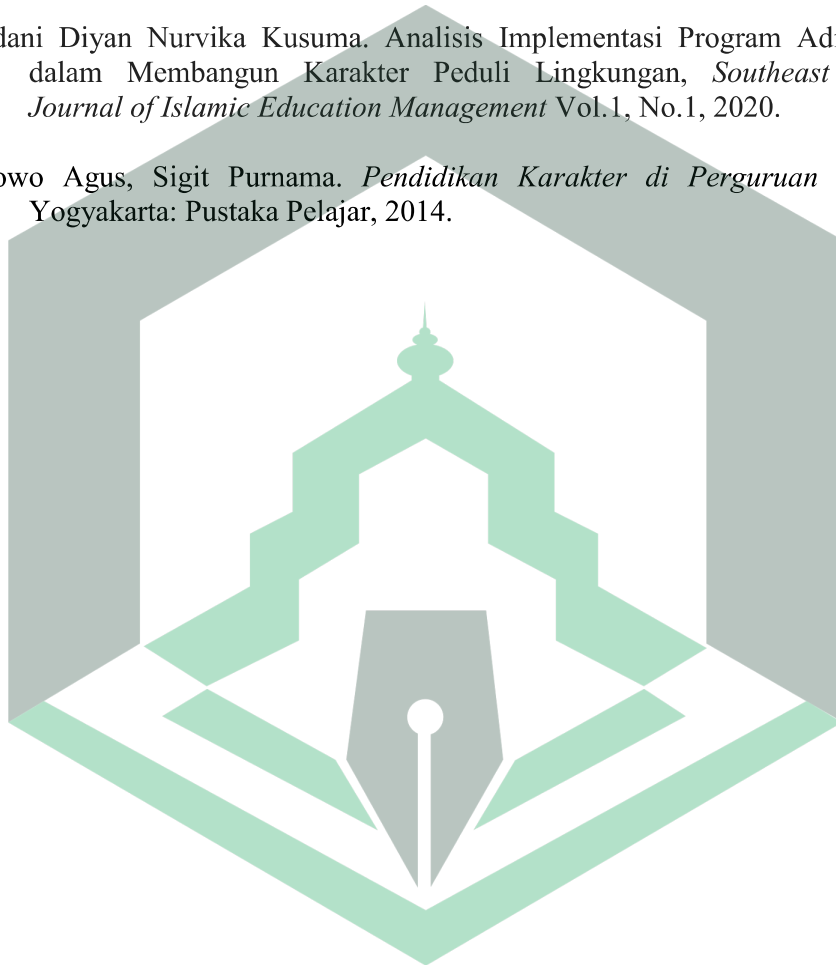 dani Diyan Nurvika Kusuma. Analisis Implementasi Program Adi
dalam Membangun Karakter Peduli Lingkungan, Southeast
Journal of Islamic Education Management Vol.1, No.1, 2020.
owo Agus, Sigit Purnama. Pendidikan Karakter di Perguruan
Yogyakarta: Pustaka Pelajar, 2014.